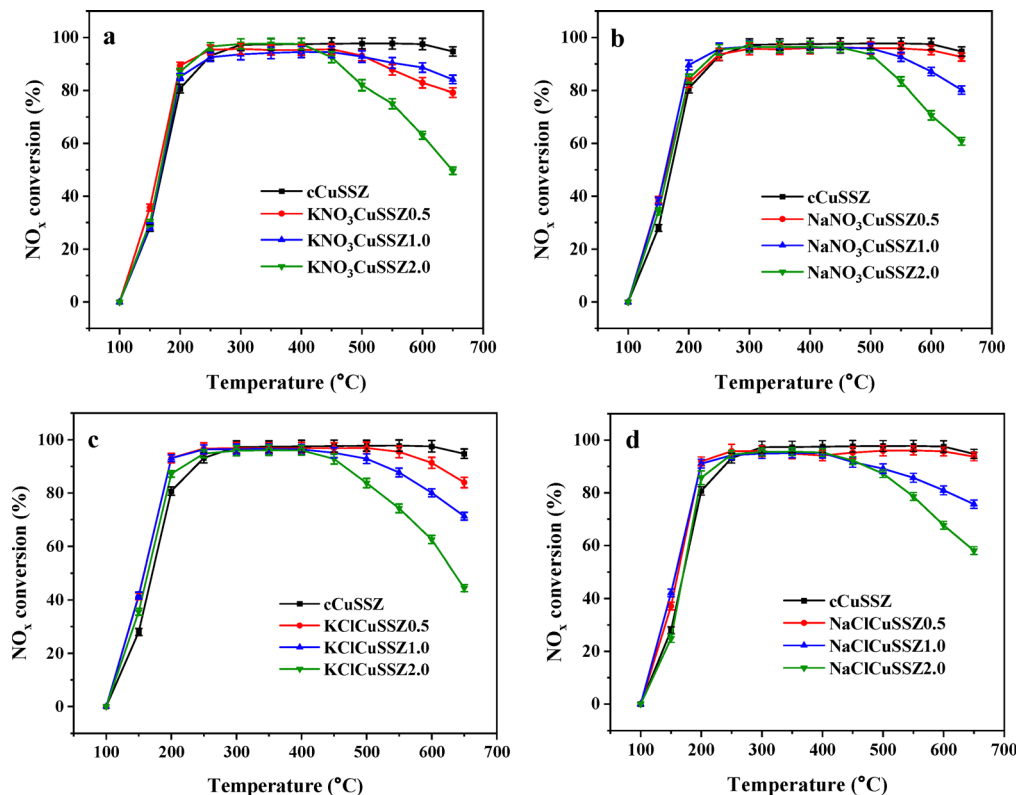 a
NOx conversion (%)
100
80
60
40
20
0
cCuSSZ
KNO3CuSSZ0.5
KNO3CuSSZ1.0
KNO3CuSSZ2.0
100 200 300 400 500 600 700
Temperature (°C)
b
NOx conversion (%)
100
80
60
40
20
0
cCuSSZ
NaNO3CuSSZ0.5
NaNO3CuSSZ1.0
NaNO3CuSSZ2.0
100 200 300 400 500 600 700
Temperature (°C)
c
NOx conversion (%)
100
80
60
40
20
0
cCuSSZ
KClCuSSZ0.5
KClCuSSZ1.0
KClCuSSZ2.0
100 200 300 400 500 600 700
Temperature (°C)
d
NOx conversion (%)
100
80
60
40
20
0
cCuSSZ
NaClCuSSZ0.5
NaClCuSSZ1.0
NaClCuSSZ2.0
100 200 300 400 500 600 700
Temperature (°C)